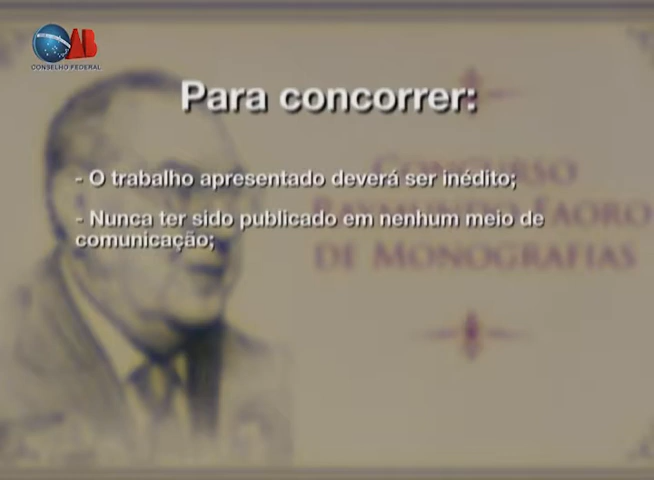 OAB
CONSELHO FEDERAL
Para concorrer:
- O trabalho apresentado deverá ser inédito;
- Nunca ter sido publicado em nenhum meio de
comunicação;
CONCURSO
RAYMUNDO FAORO
DE MONOGRAFIAS